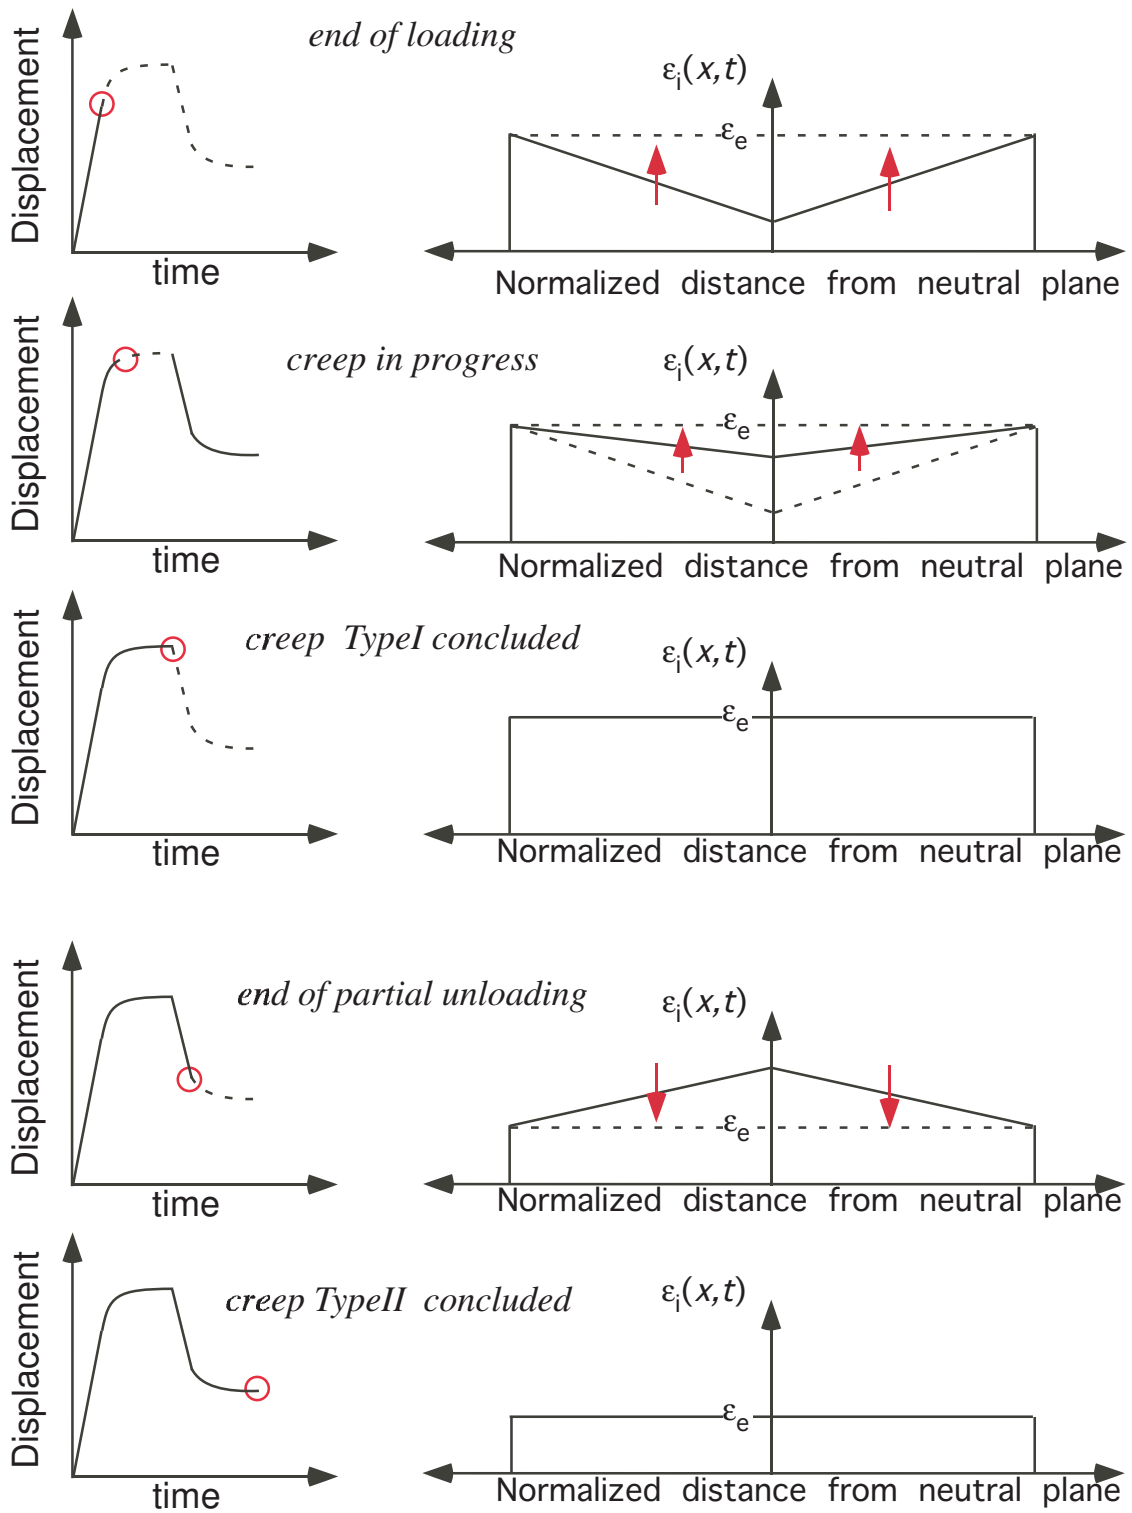 end of loading
Displacement
time
εi(x,t)
εe
Normalized distance from neutral plane
creep in progress
Displacement
time
εi(x,t)
εe
Normalized distance from neutral plane
creep TypeI concluded
Displacement
time
εi(x,t)
εe
Normalized distance from neutral plane
end of partial unloading
Displacement
time
εi(x,t)
εe
Normalized distance from neutral plane
creep TypeII concluded
Displacement
time
εi(x,t)
εe
Normalized distance from neutral plane